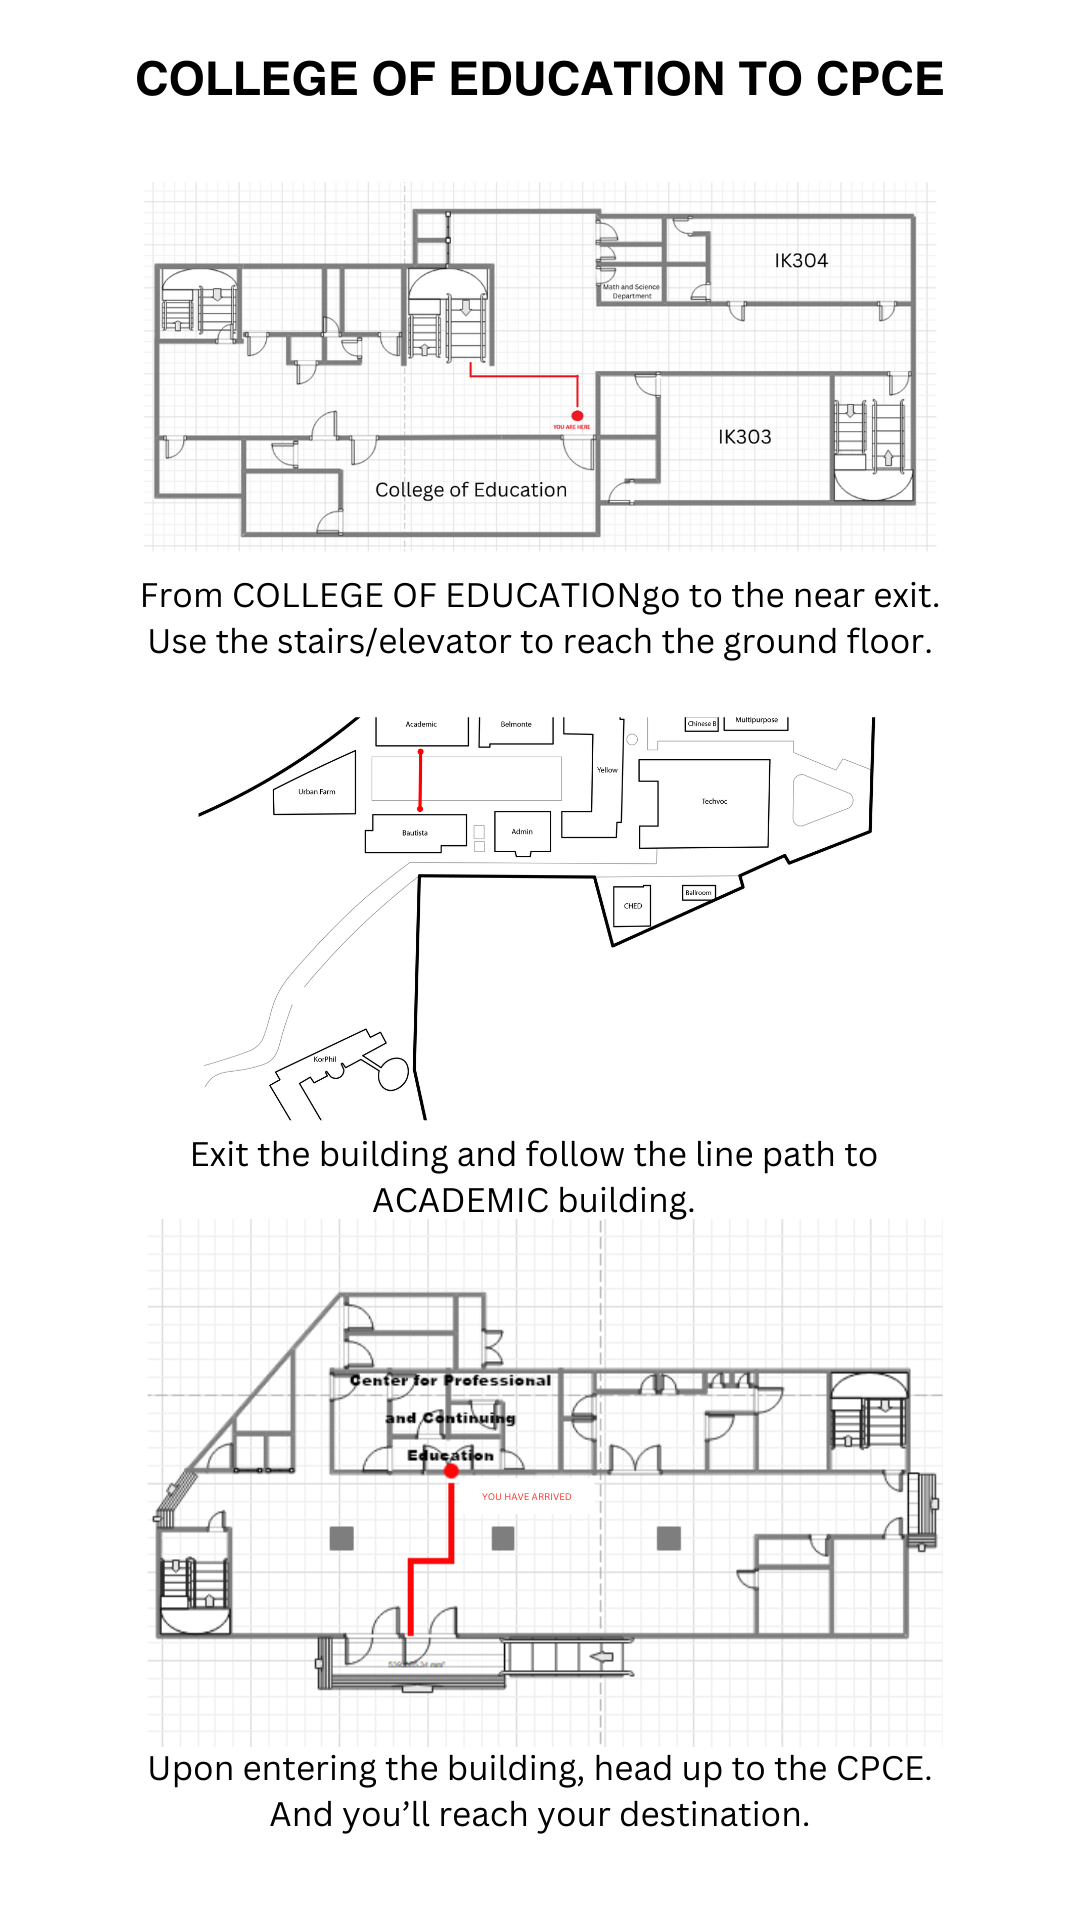 COLLEGE OF EDUCATION TO CPCE
IK304
Math and Science
Department
YOU ARE HERE
IK303
College of Education
From COLLEGE OF EDUCATIONgo to the near exit.
Use the stairs/elevator to reach the ground floor.
Academic
Belmonte
Chinese B
Multipurpose
Urban Farm
Yellow
Techvoc
Bautista
Admin
CHED
Ballroom
KorPhil
Exit the building and follow the line path to
ACADEMIC building.
Center for Professional
and Continuing
Education
YOU HAVE ARRIVED
Upon entering the building, head up to the CPCE.
And you’ll reach your destination.